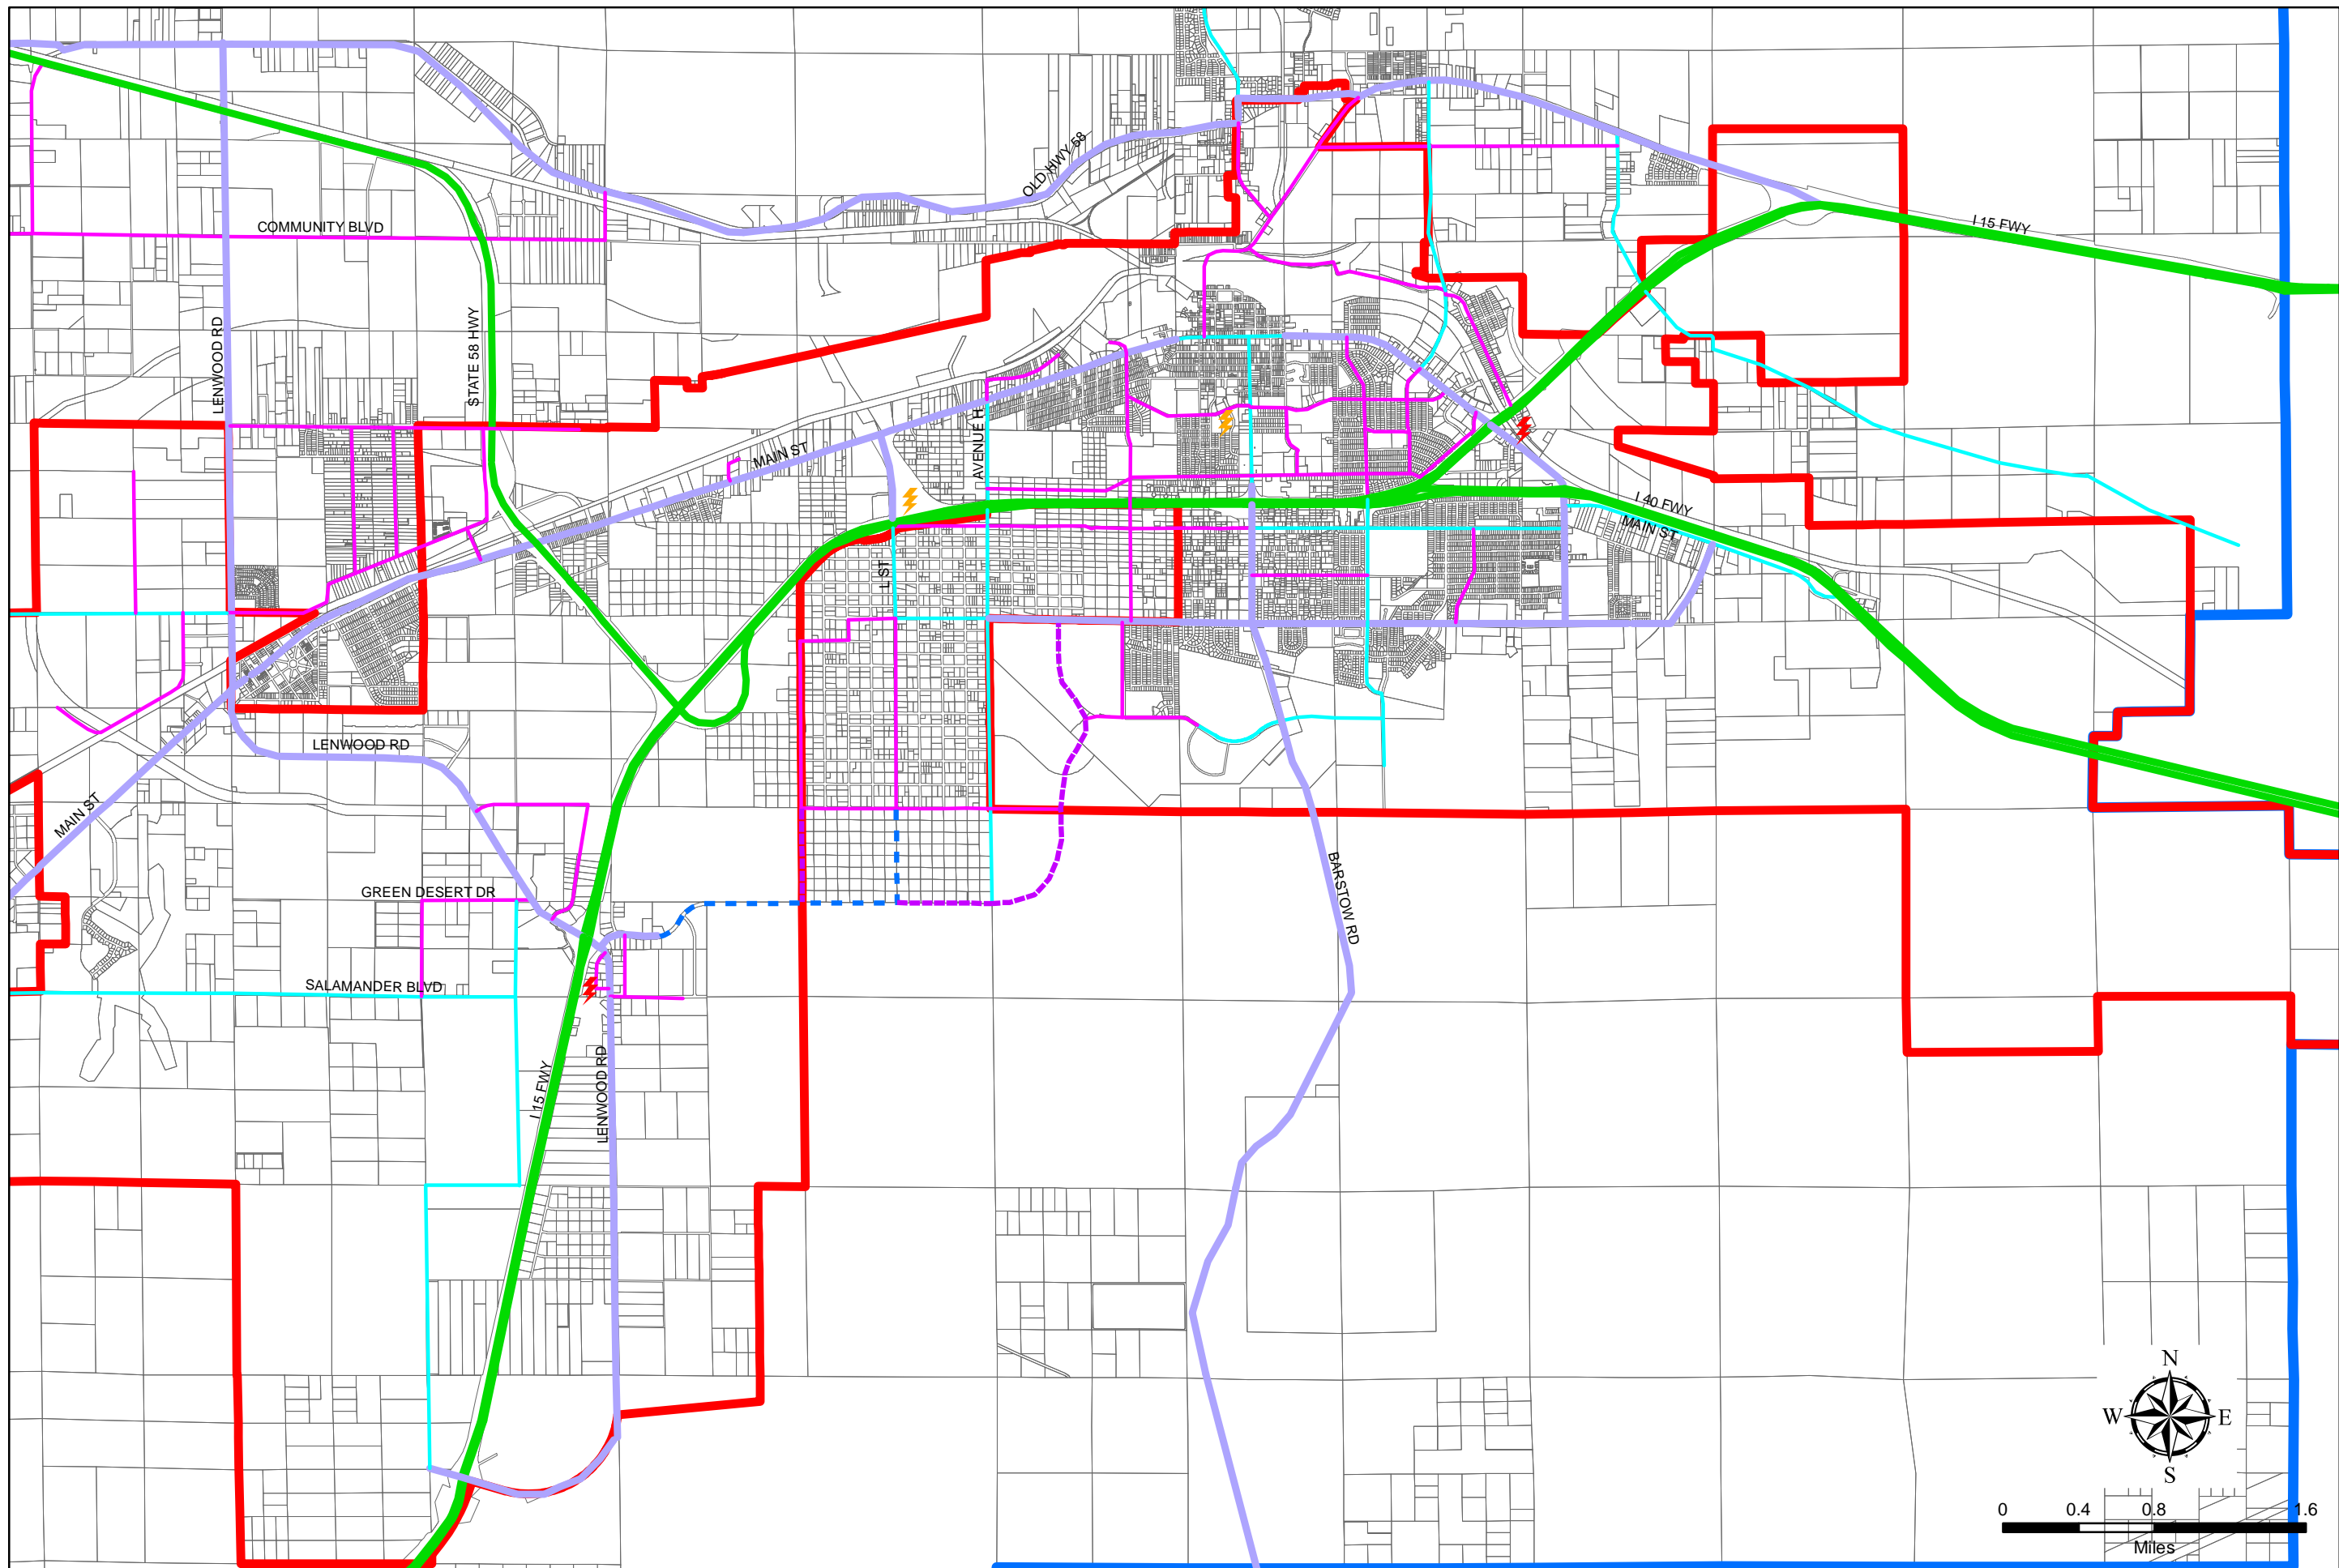 OLD HWY 58
I 15 FWY
COMMUNITY BLVD
LENWOOD RD
STATE 58 HWY
AVENUE H
MAIN ST
I 40 FWY
MAIN ST
L ST
LENWOOD RD
MAIN ST
GREEN DESERT DR
BARSTOW RD
SALAMANDER BLVD
I 15 FWY
LENWOOD RD
N
W E
S
0 0.4 0.8 1.6
Miles